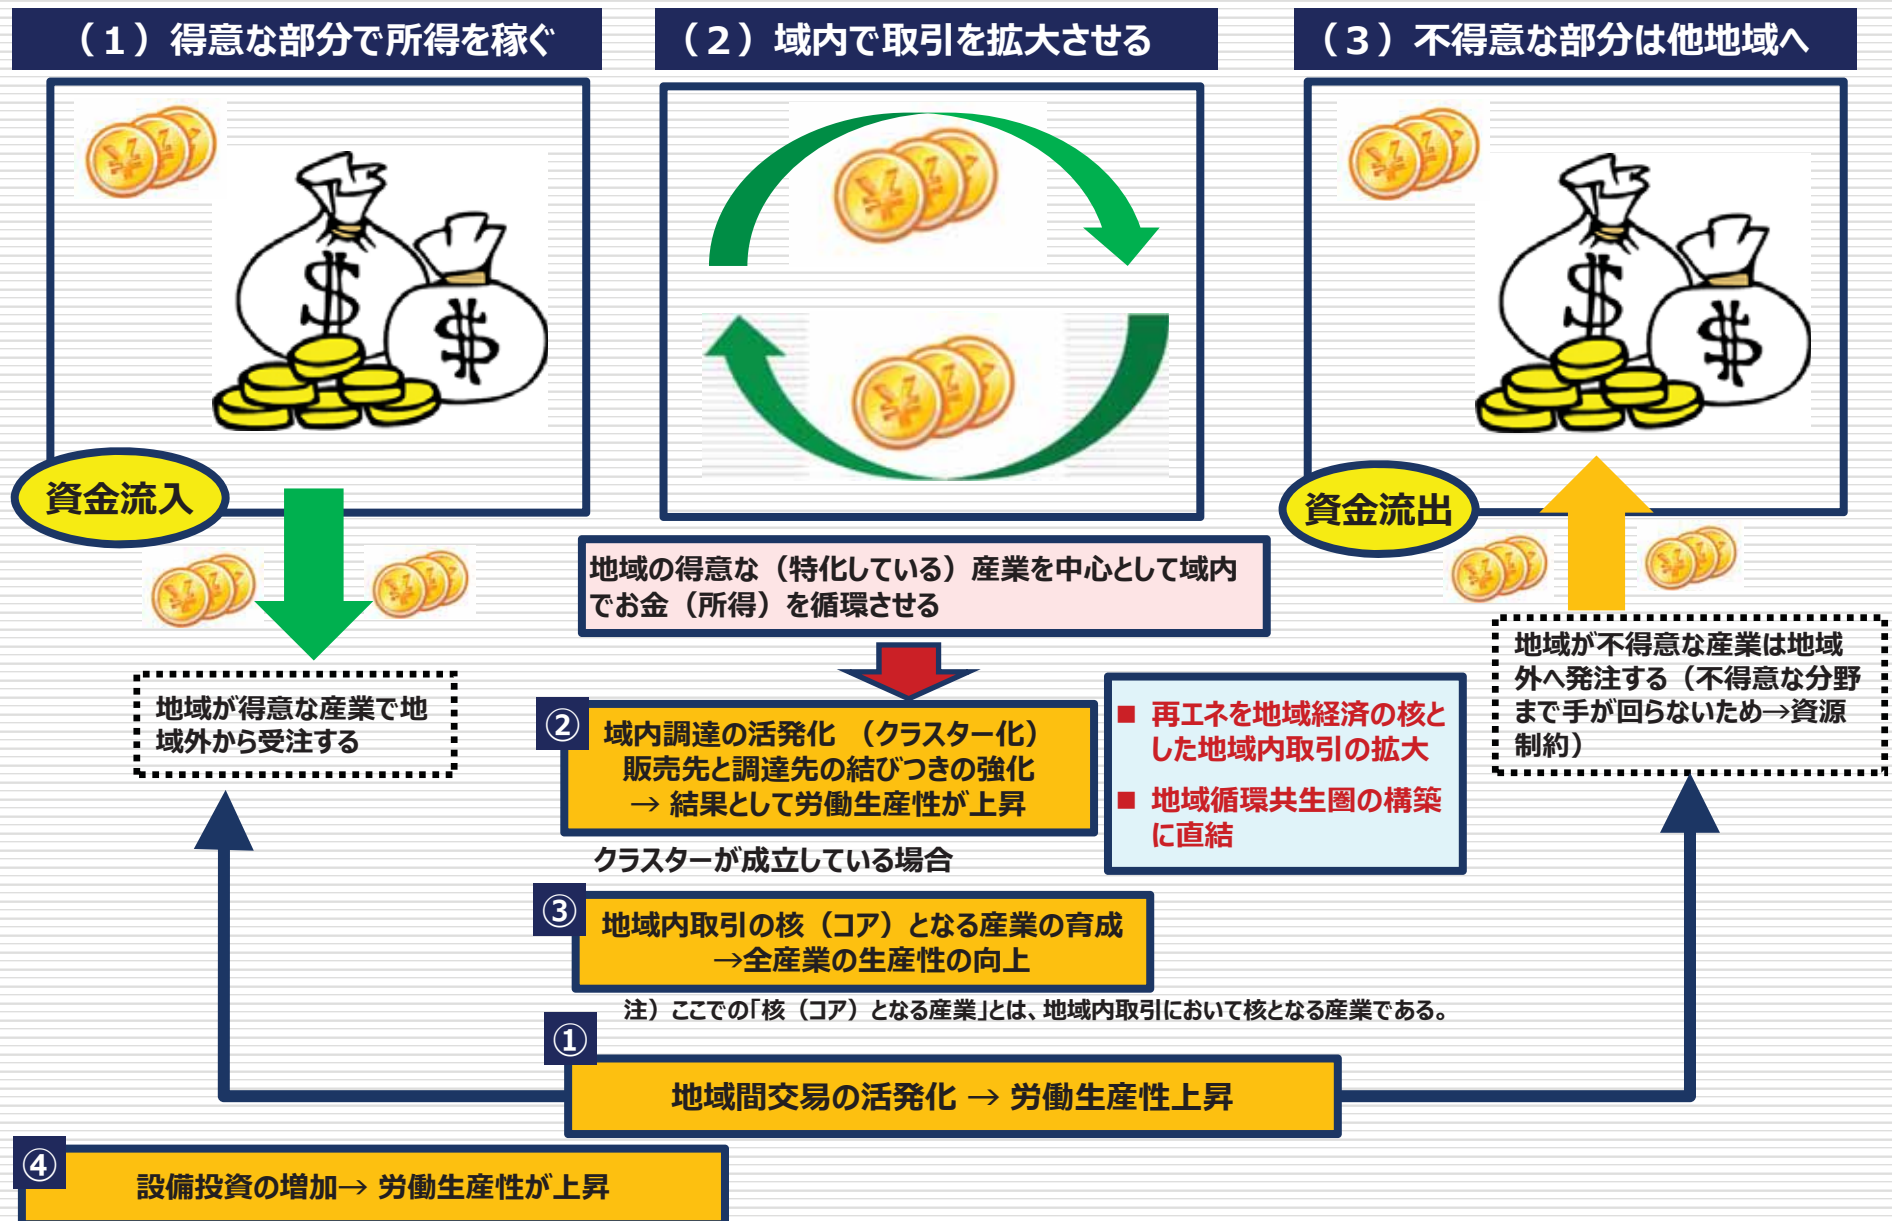 （１）得意な部分で所得を稼ぐ
（２）域内で取引を拡大させる
（３）不得意な部分は他地域へ
資金流入
資金流出
地域の得意な（特化している）産業を中心として域内
でお金（所得）を循環させる
地域が得意な産業で地
域外から受注する
地域が不得意な産業は地域
外へ発注する（不得意な分野
まで手が回らないため→資源
制約）
②
域内調達の活発化　（クラスター化）
販売先と調達先の結びつきの強化
→ 結果として労働生産性が上昇
■ 再エネを地域経済の核と
した地域内取引の拡大
■ 地域循環共生圏の構築
に直結
クラスターが成立している場合
③
地域内取引の核（コア）となる産業の育成
→全産業の生産性の向上
注）ここでの「核（コア）となる産業」とは、地域内取引において核となる産業である。
①
地域間交易の活発化 → 労働生産性上昇
④
設備投資の増加→ 労働生産性が上昇